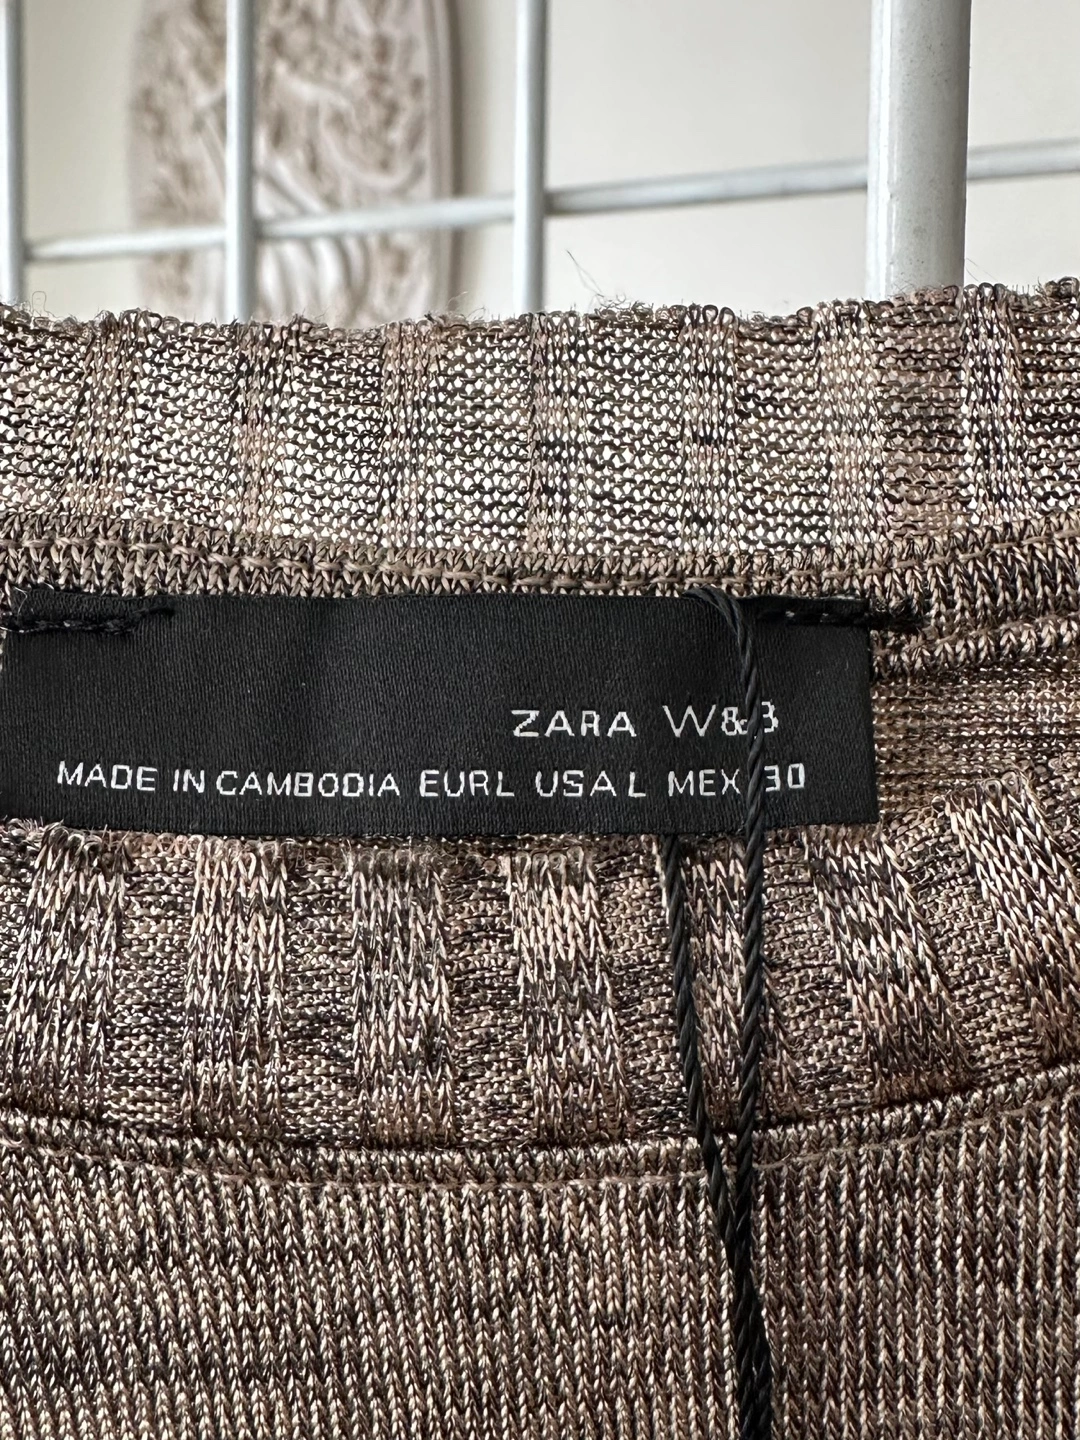 ZARA W&B
MADE IN CAMBODIA EUR L USA L MEX 30